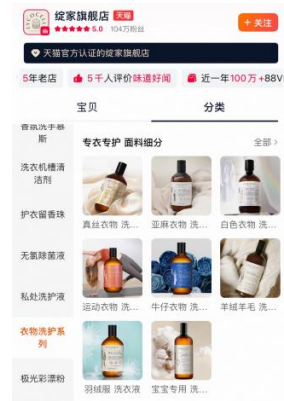 绽家旗舰店 天猫
5.0 104万粉丝
+ 关注
天猫官方认证的绽家旗舰店
5年老店 5千人评价味道好闻 近一年100万+88V
宝贝 分类
香氛洗手慕斯
专衣专护 面料细分 全部 >
洗衣机槽清洁剂
真丝衣物 洗... 亚麻衣物 洗... 白色衣物 洗...
护衣留香珠
无氯除菌液
运动衣物 洗... 牛仔衣物 洗... 羊绒羊毛 洗...
私处洗护液
衣物洗护系列
羽绒服 洗衣液 宝宝专用 洗...
极光彩漂粉